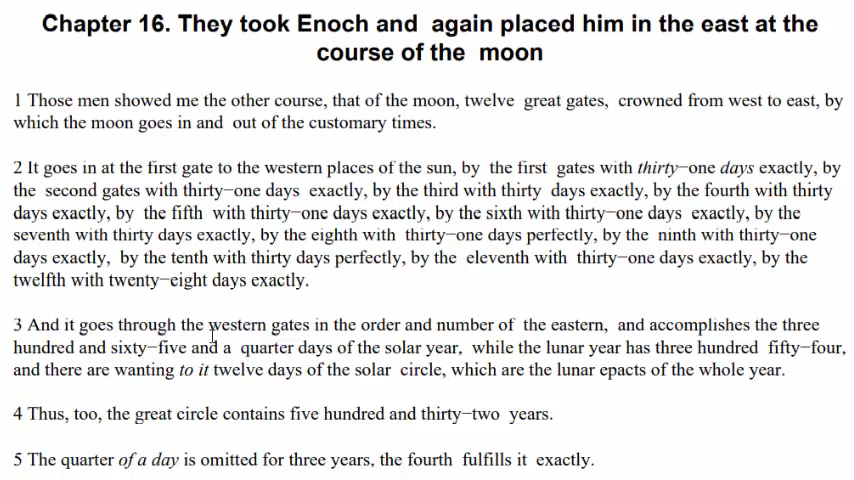 Chapter 16. They took Enoch and again placed him in the east at the
course of the moon
1 Those men showed me the other course, that of the moon, twelve great gates, crowned from west to east, by
which the moon goes in and out of the customary times.
2 It goes in at the first gate to the western places of the sun, by the first gates with thirty−one days exactly, by
the second gates with thirty−one days exactly, by the third with thirty days exactly, by the fourth with thirty
days exactly, by the fifth with thirty−one days exactly, by the sixth with thirty−one days exactly, by the
seventh with thirty days exactly, by the eighth with thirty−one days perfectly, by the ninth with thirty−one
days exactly, by the tenth with thirty days perfectly, by the eleventh with thirty−one days exactly, by the
twelfth with twenty−eight days exactly.
3 And it goes through the western gates in the order and number of the eastern, and accomplishes the three
hundred and sixty−five and a quarter days of the solar year, while the lunar year has three hundred fifty−four,
and there are wanting to it twelve days of the solar circle, which are the lunar epacts of the whole year.
4 Thus, too, the great circle contains five hundred and thirty−two years.
5 The quarter of a day is omitted for three years, the fourth fulfills it exactly.